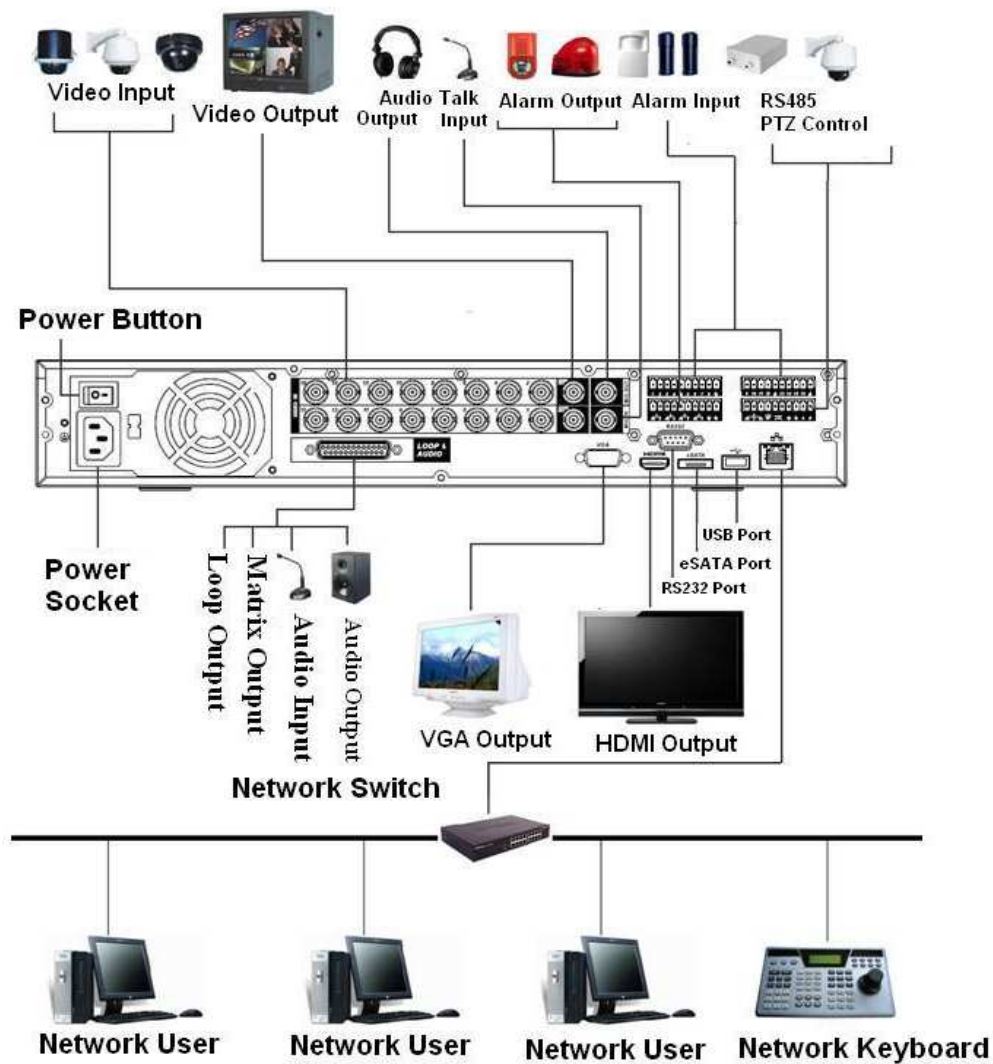 Video Input
Video Output
Audio Output
Talk Input
Alarm Output
Alarm Input
RS485
PTZ Control
Power Button
LOOP &
AUDIO
VGA
RS232
HDMI
eSATA
USB Port
eSATA Port
RS232 Port
Power
Socket
Loop Output
Matrix Output
Audio Input
Audio Output
VGA Output
HDMI Output
Network Switch
Network User
Network User
Network User
Network Keyboard